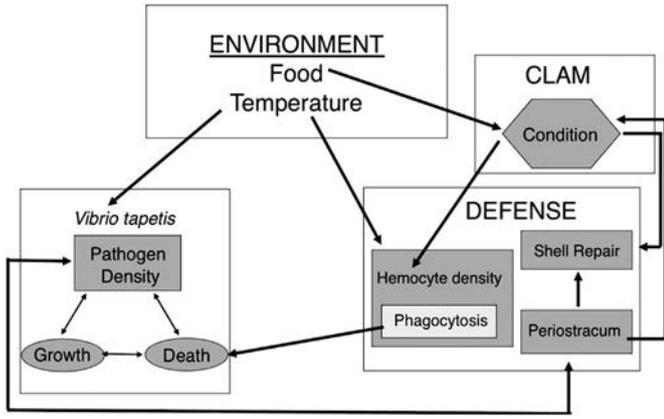 ENVIRONMENT
Food
Temperature
CLAM
Condition
Vibrio tapetis
Pathogen
Density
Growth
Death
DEFENSE
Hemocyte density
Phagocytosis
Shell Repair
Periostracum